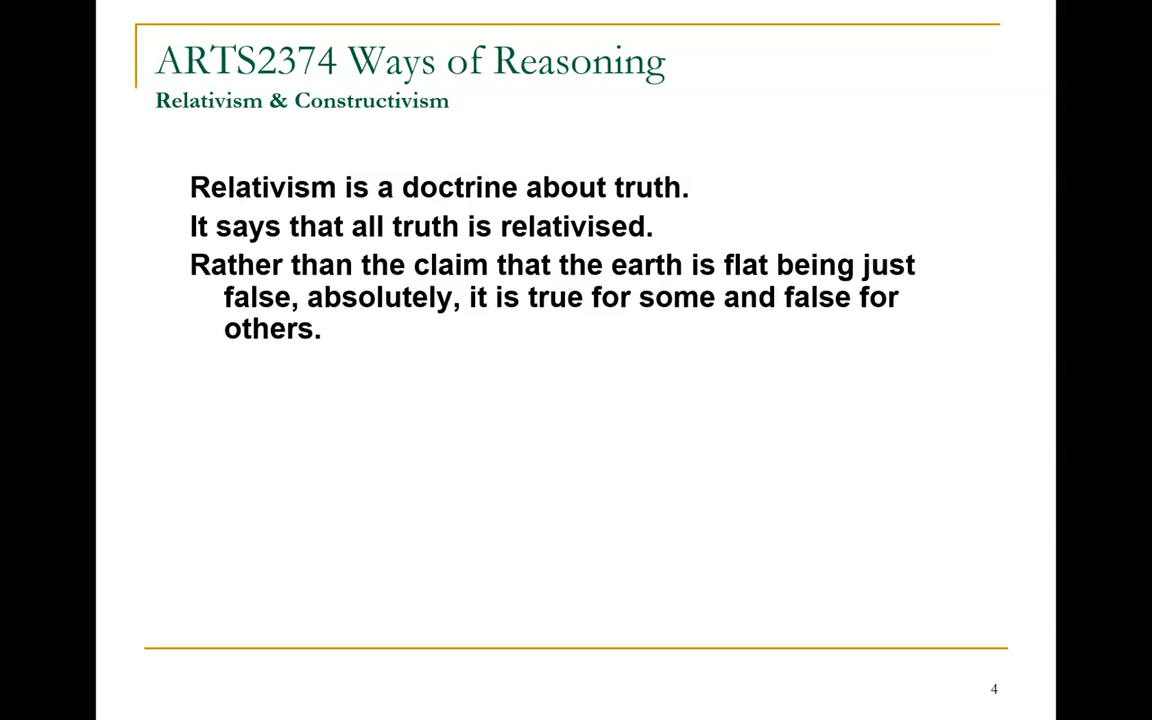 ARTS2374 Ways of Reasoning
Relativism & Constructivism
Relativism is a doctrine about truth.
It says that all truth is relativised.
Rather than the claim that the earth is flat being just
false, absolutely, it is true for some and false for
others.
4